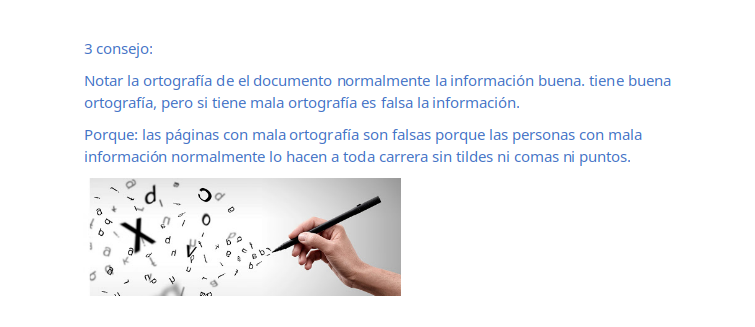 3 consejo:
Notar la ortografía de el documento normalmente la información buena. tiene buena
ortografía, pero si tiene mala ortografía es falsa la información.
Porque: las páginas con mala ortografía son falsas porque las personas con mala
información normalmente lo hacen a toda carrera sin tildes ni comas ni puntos.